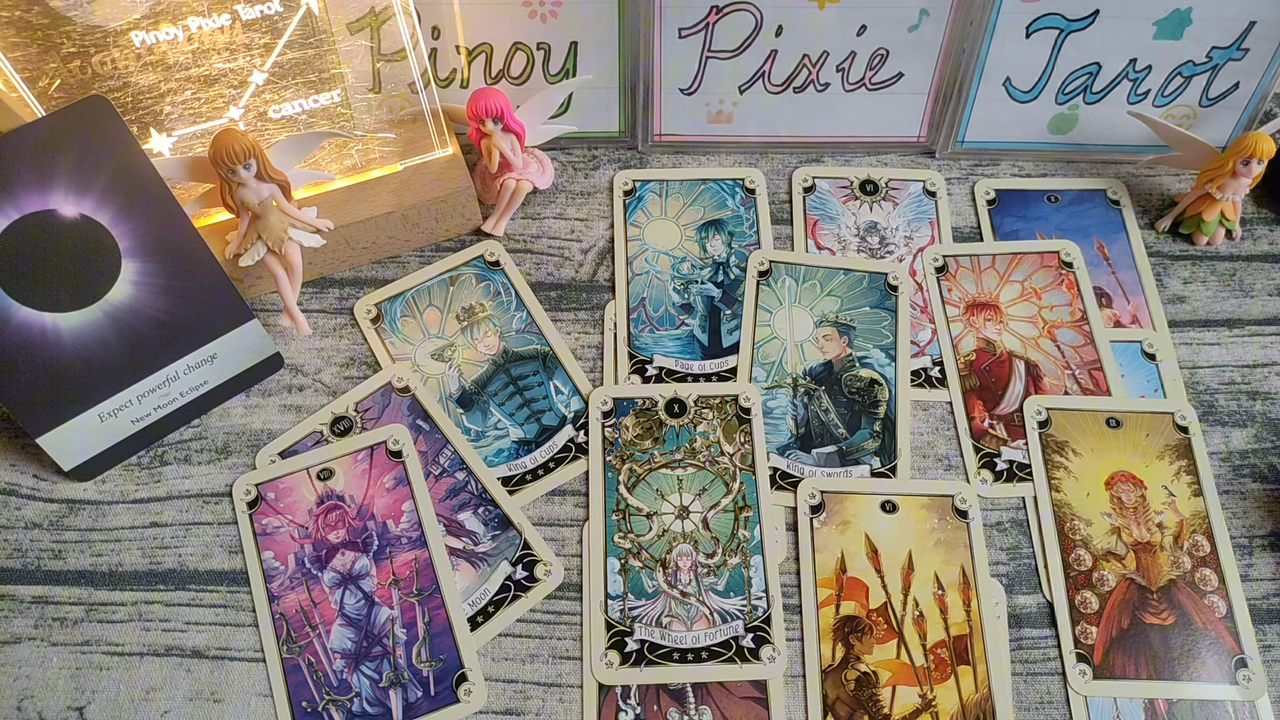 Pinoy Pixie Tarot
cancer
Pinoy
Pixie
Tarot
Expect powerful change
New Moon Eclipse
VI
X
Page of Cups
King of Cups
King of Swords
XVIII
Moon
VIII
X
The Wheel of Fortune
VI
IX